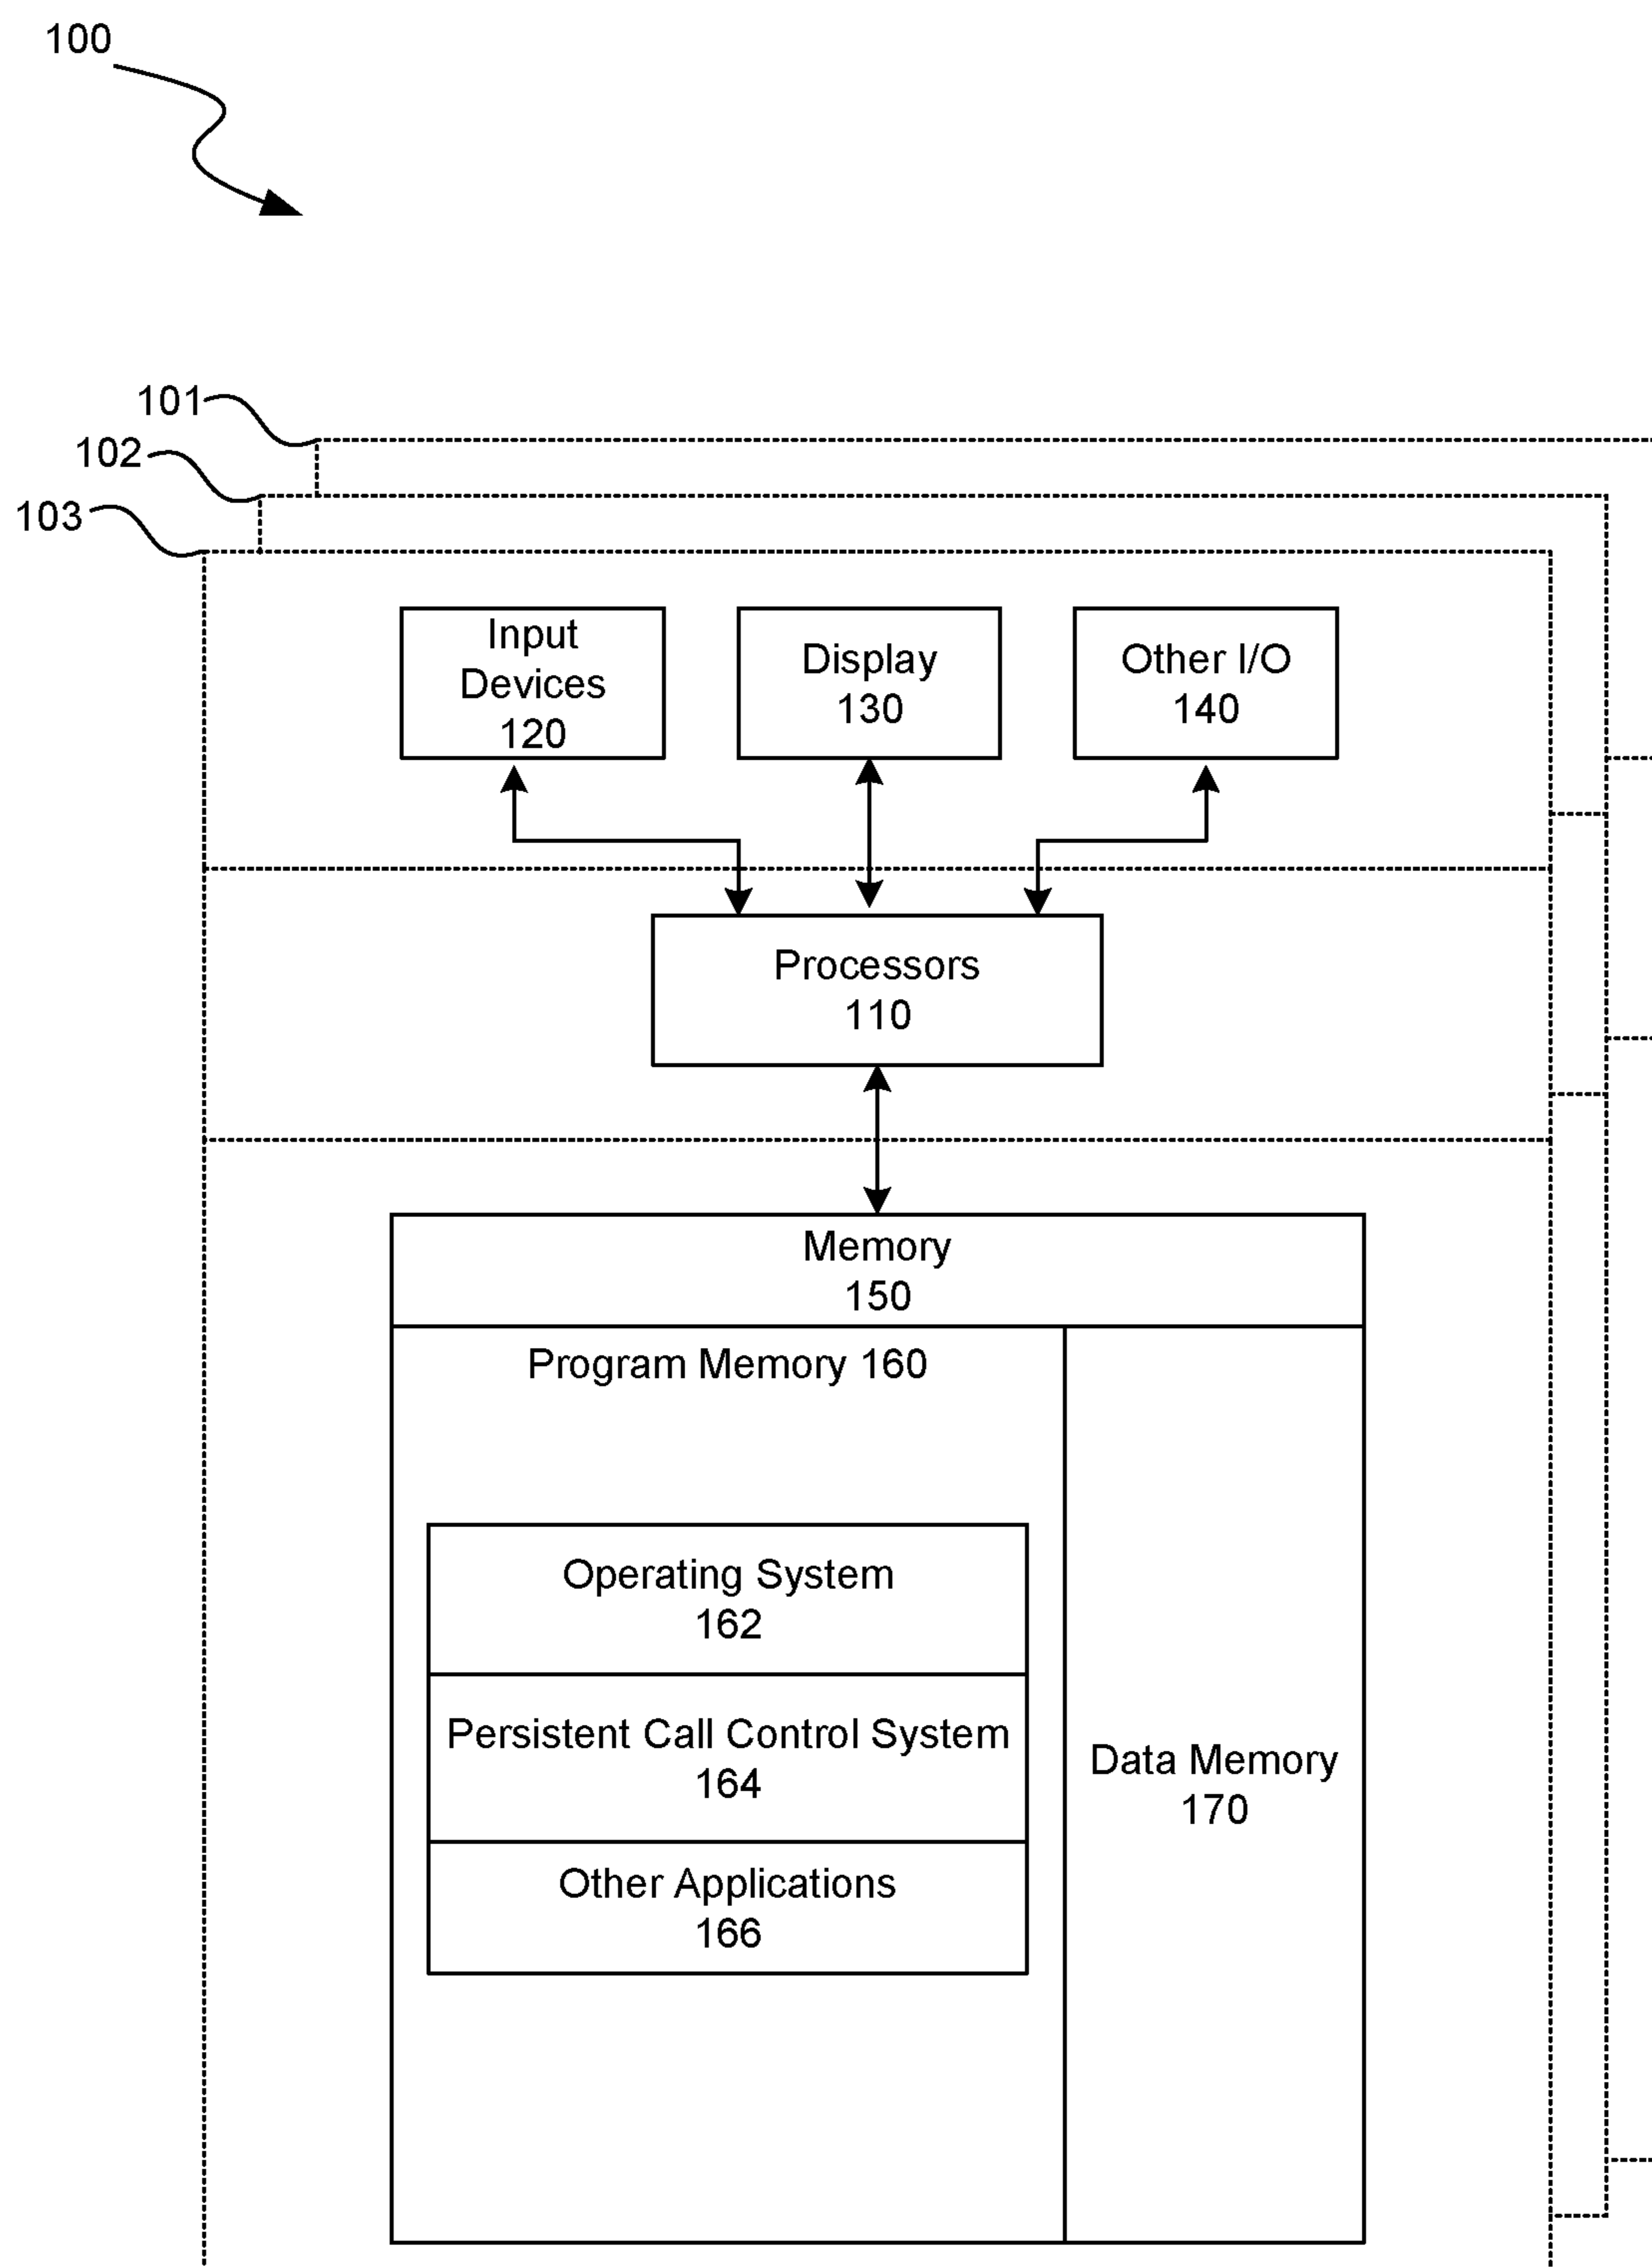 100
101
102
103
Input
Devices
120
Display
130
Other I/O
140
Processors
110
Memory
150
Program Memory 160
Operating System
162
Persistent Call Control System
164
Other Applications
166
Data Memory
170